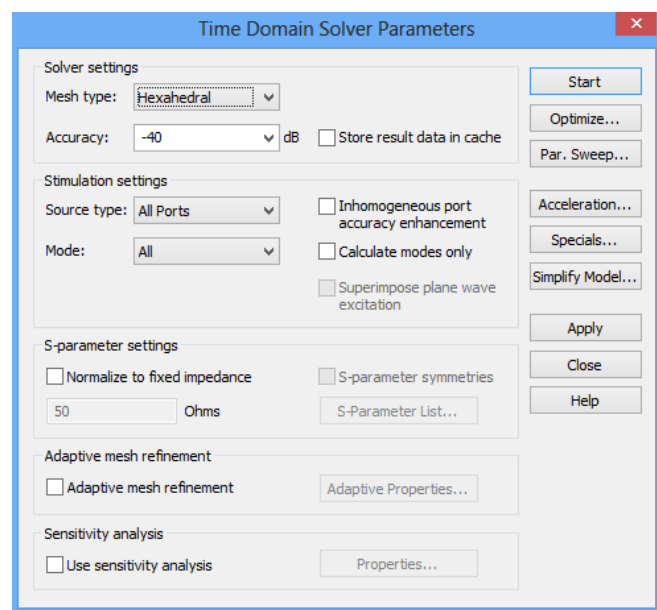 Time Domain Solver Parameters
Solver settings
Mesh type: Hexahedral
Accuracy: -40 dB Store result data in cache
Stimulation settings
Source type: All Ports
Inhomogeneous port
accuracy enhancement
Mode: All
Calculate modes only
Superimpose plane wave
excitation
S-parameter settings
Normalize to fixed impedance
S-parameter symmetries
50 Ohms
S-Parameter List...
Adaptive mesh refinement
Adaptive mesh refinement
Adaptive Properties...
Sensitivity analysis
Use sensitivity analysis
Properties...
Start
Optimize...
Par. Sweep...
Acceleration...
Specials...
Simplify Model...
Apply
Close
Help